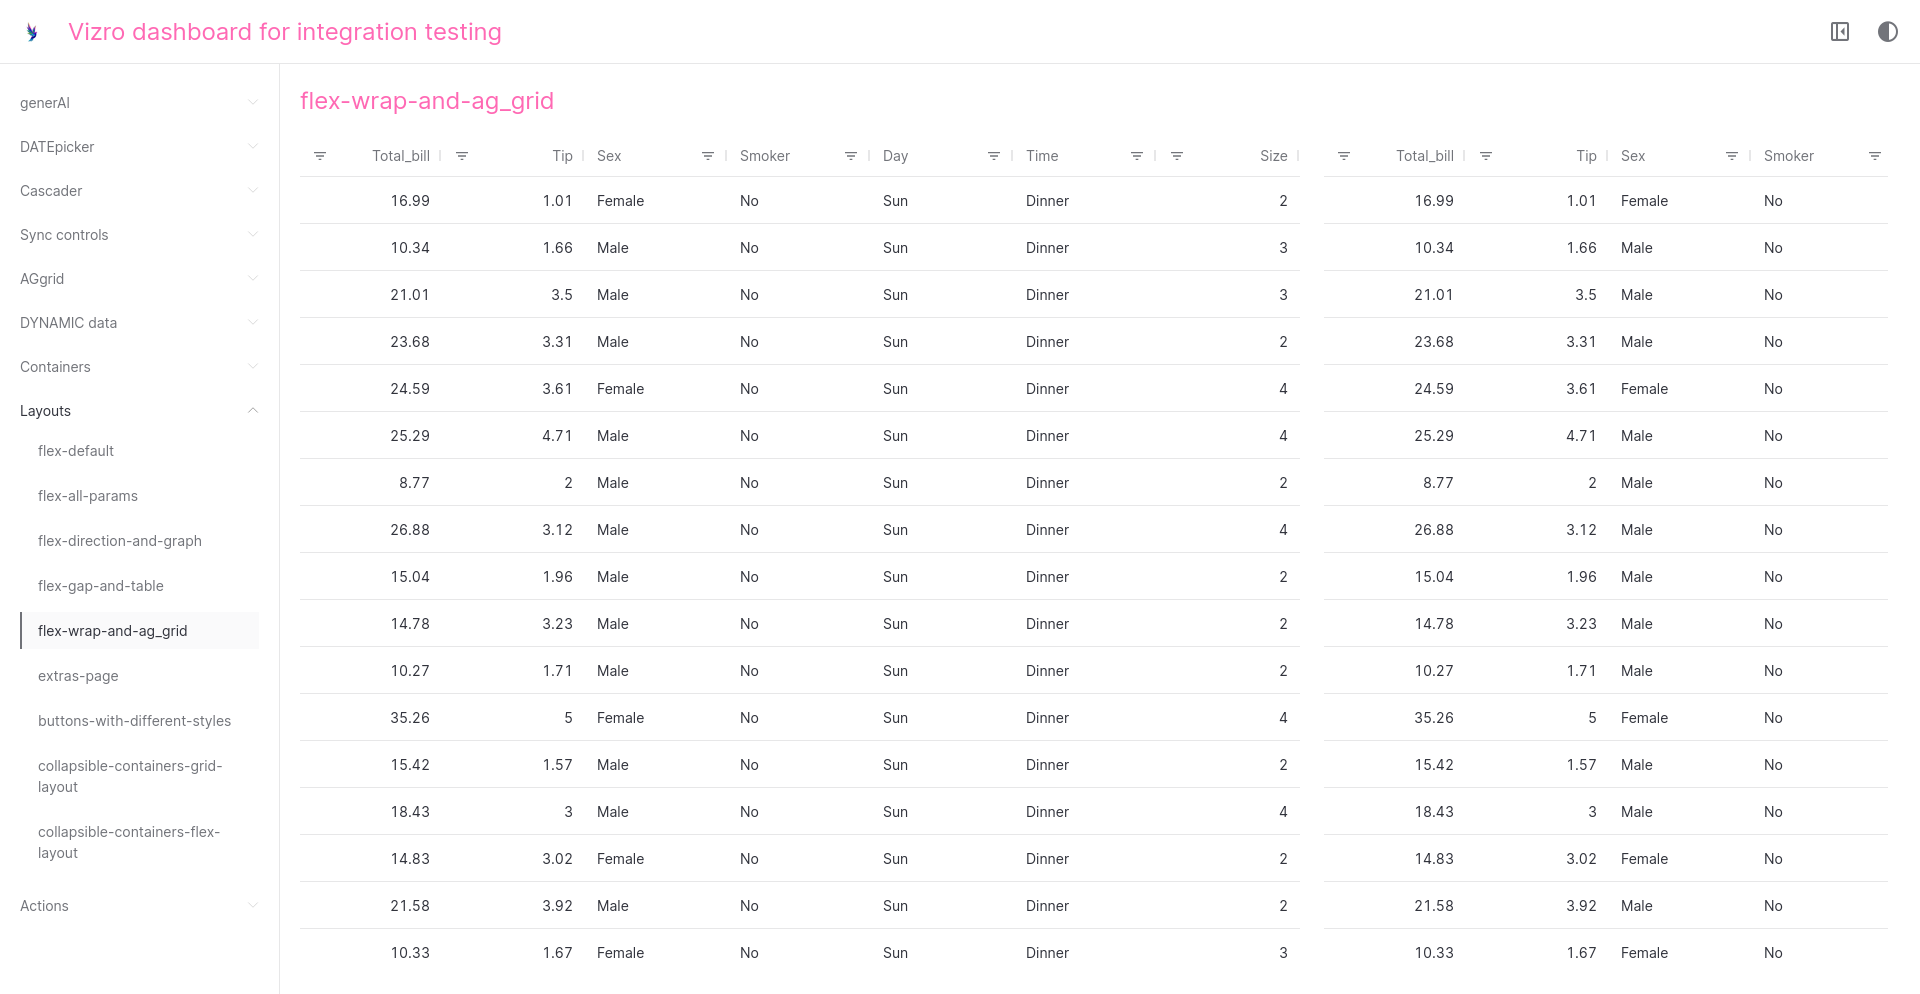 Vizro dashboard for integration testing
generAI
DATEpicker
Cascader
Sync controls
AGgrid
DYNAMIC data
Containers
Layouts
flex-default
flex-all-params
flex-direction-and-graph
flex-gap-and-table
flex-wrap-and-ag_grid
extras-page
buttons-with-different-styles
collapsible-containers-grid-
layout
collapsible-containers-flex-
layout
Actions
flex-wrap-and-ag_grid
Total_bill Tip Sex Smoker Day Time Size Total_bill Tip Sex Smoker
16.99 1.01 Female No Sun Dinner 2 16.99 1.01 Female No
10.34 1.66 Male No Sun Dinner 3 10.34 1.66 Male No
21.01 3.5 Male No Sun Dinner 3 21.01 3.5 Male No
23.68 3.31 Male No Sun Dinner 2 23.68 3.31 Male No
24.59 3.61 Female No Sun Dinner 4 24.59 3.61 Female No
25.29 4.71 Male No Sun Dinner 4 25.29 4.71 Male No
8.77 2 Male No Sun Dinner 2 8.77 2 Male No
26.88 3.12 Male No Sun Dinner 4 26.88 3.12 Male No
15.04 1.96 Male No Sun Dinner 2 15.04 1.96 Male No
14.78 3.23 Male No Sun Dinner 2 14.78 3.23 Male No
10.27 1.71 Male No Sun Dinner 2 10.27 1.71 Male No
35.26 5 Female No Sun Dinner 4 35.26 5 Female No
15.42 1.57 Male No Sun Dinner 2 15.42 1.57 Male No
18.43 3 Male No Sun Dinner 4 18.43 3 Male No
14.83 3.02 Female No Sun Dinner 2 14.83 3.02 Female No
21.58 3.92 Male No Sun Dinner 2 21.58 3.92 Male No
10.33 1.67 Female No Sun Dinner 3 10.33 1.67 Female No